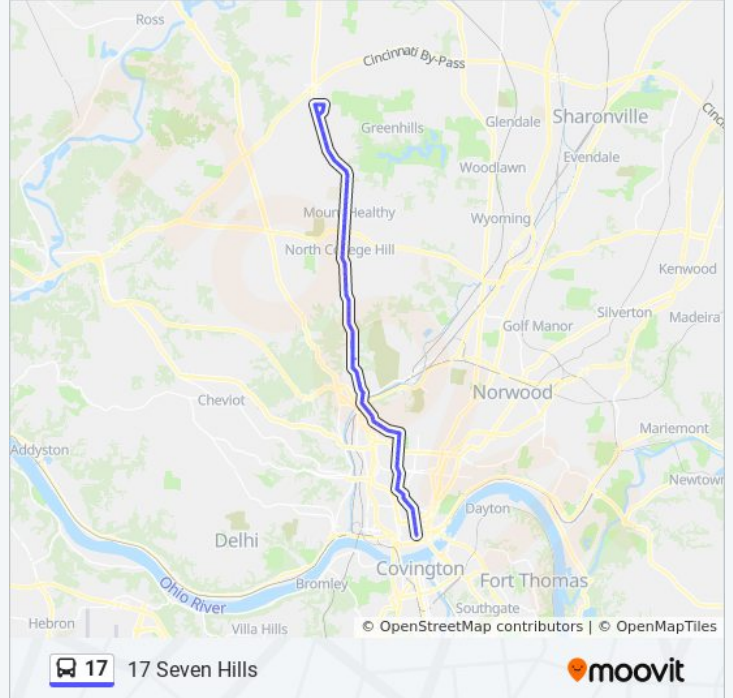 Ross
Cincinnati By-Pass
Cinc
Glendale
Sharonville
Greenhills
Evendale
Woodlawn
Mount Healthy
Wyoming
North College Hill
Kenwood
Silverton
Madeira
Golf Manor
Cheviot
Norwood
Mariemont
Addyston
Newtow
Dayton
Delhi
Covington
Bromley
Fort Thomas
Ohio River
Southgate
Hebron
Villa Hills
© OpenStreetMap contributors | © OpenMapTiles
17 17 Seven Hills
moovit